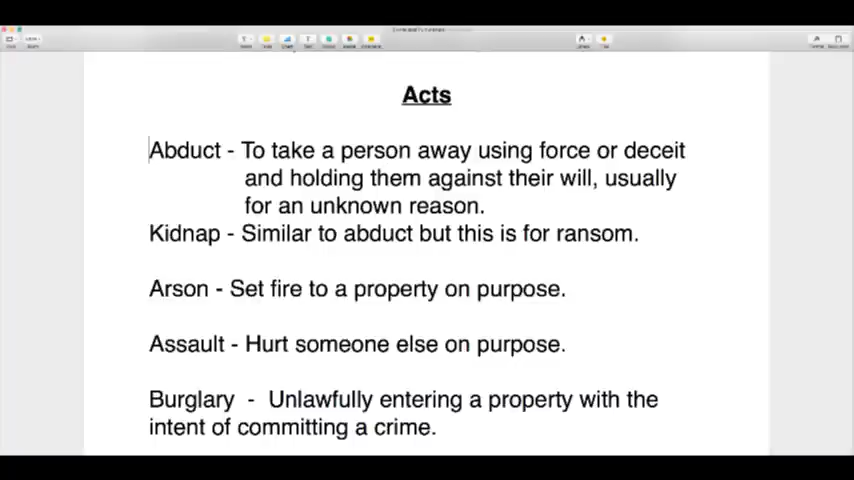 Acts
Abduct - To take a person away using force or deceit
and holding them against their will, usually
for an unknown reason.
Kidnap - Similar to abduct but this is for ransom.
Arson - Set fire to a property on purpose.
Assault - Hurt someone else on purpose.
Burglary - Unlawfully entering a property with the
intent of committing a crime.